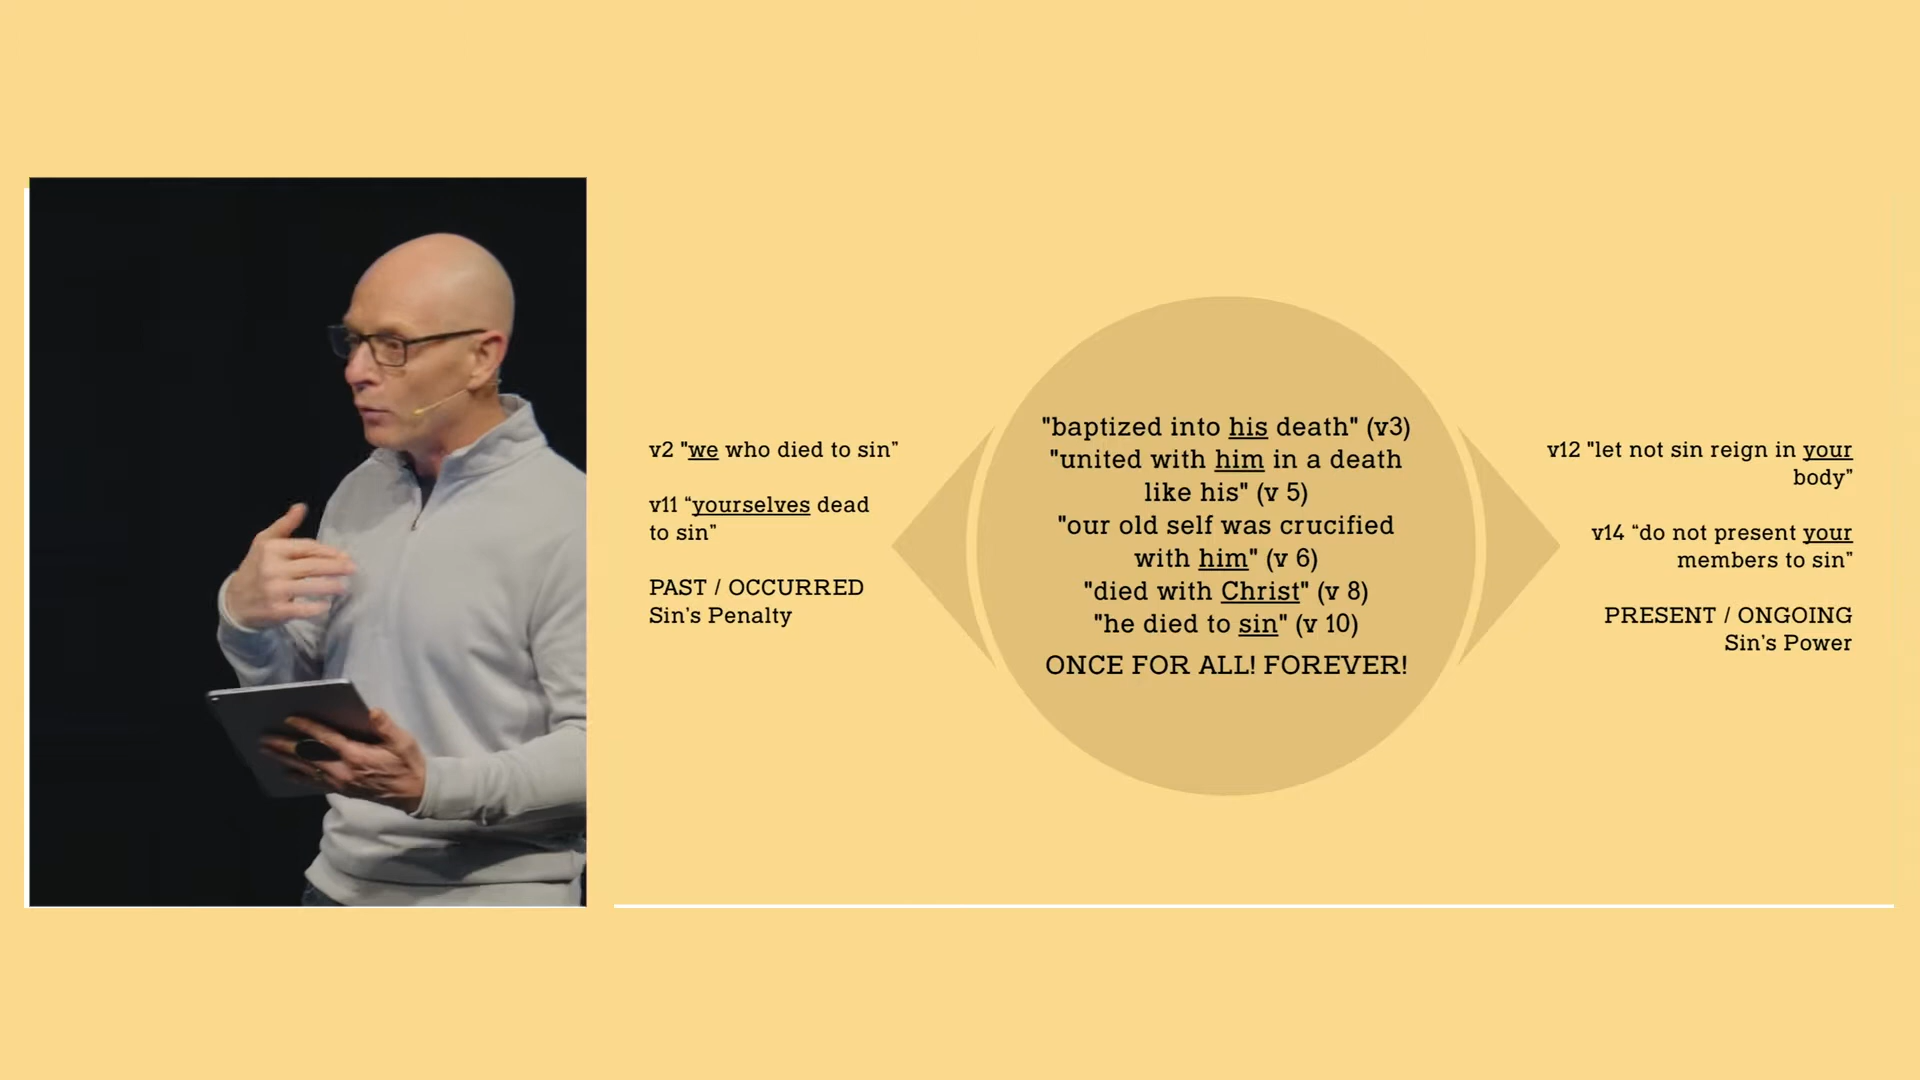 v2 "we who died to sin”
v11 “yourselves dead
to sin”
PAST / OCCURRED
Sin's Penalty
"baptized into his death" (v3)
"united with him in a death
like his" (v 5)
"our old self was crucified
with him" (v 6)
"died with Christ" (v 8)
"he died to sin" (v 10)
ONCE FOR ALL! FOREVER!
v12 "let not sin reign in your
body”
v14 “do not present your
members to sin”
PRESENT / ONGOING
Sin's Power